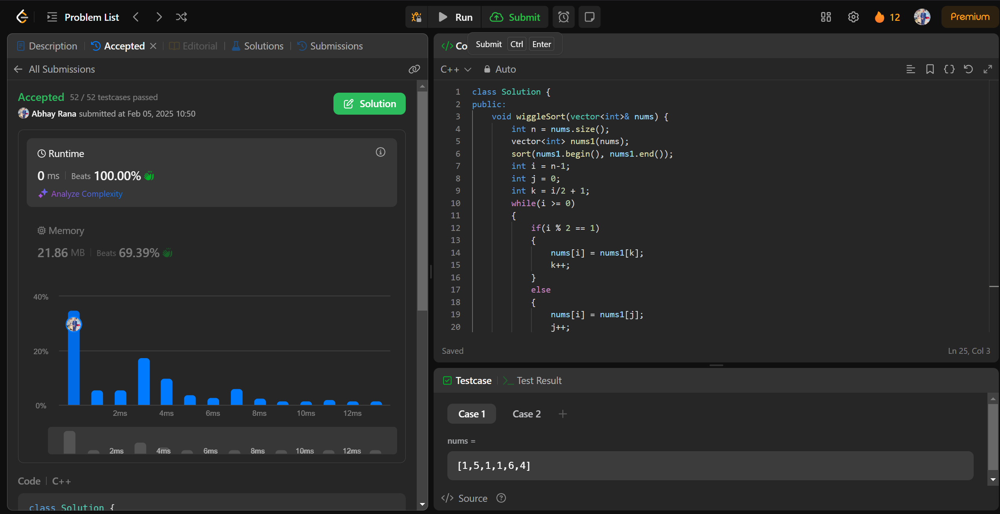 Problem List
Run
Submit
12
Premium
Description
Accepted
Editorial
Solutions
Submissions
All Submissions
Accepted 52 / 52 testcases passed
Abhay Rana submitted at Feb 05, 2025 10:50
Solution
Runtime
0 ms Beats 100.00%
Analyze Complexity
Memory
21.86 MB Beats 69.39%
40%
20%
0%
2ms 4ms 6ms 8ms 10ms 12ms
2ms 4ms 6ms 8ms 10ms 12ms
Code C++
class Solution {
</> Co
Submit Ctrl Enter
C++ Auto
1 class Solution {
2 public:
3 void wiggleSort(vector<int>& nums) {
4 int n = nums.size();
5 vector<int> nums1(nums);
6 sort(nums1.begin(), nums1.end());
7 int i = n-1;
8 int j = 0;
9 int k = i/2 + 1;
10 while(i >= 0)
11 {
12 if(i % 2 == 1)
13 {
14 nums[i] = nums1[k];
15 k++;
16 }
17 else
18 {
19 nums[i] = nums1[j];
20 j++;
Saved
Ln 25, Col 3
Testcase
Test Result
Case 1
Case 2
nums =
[1,5,1,1,6,4]
</> Source